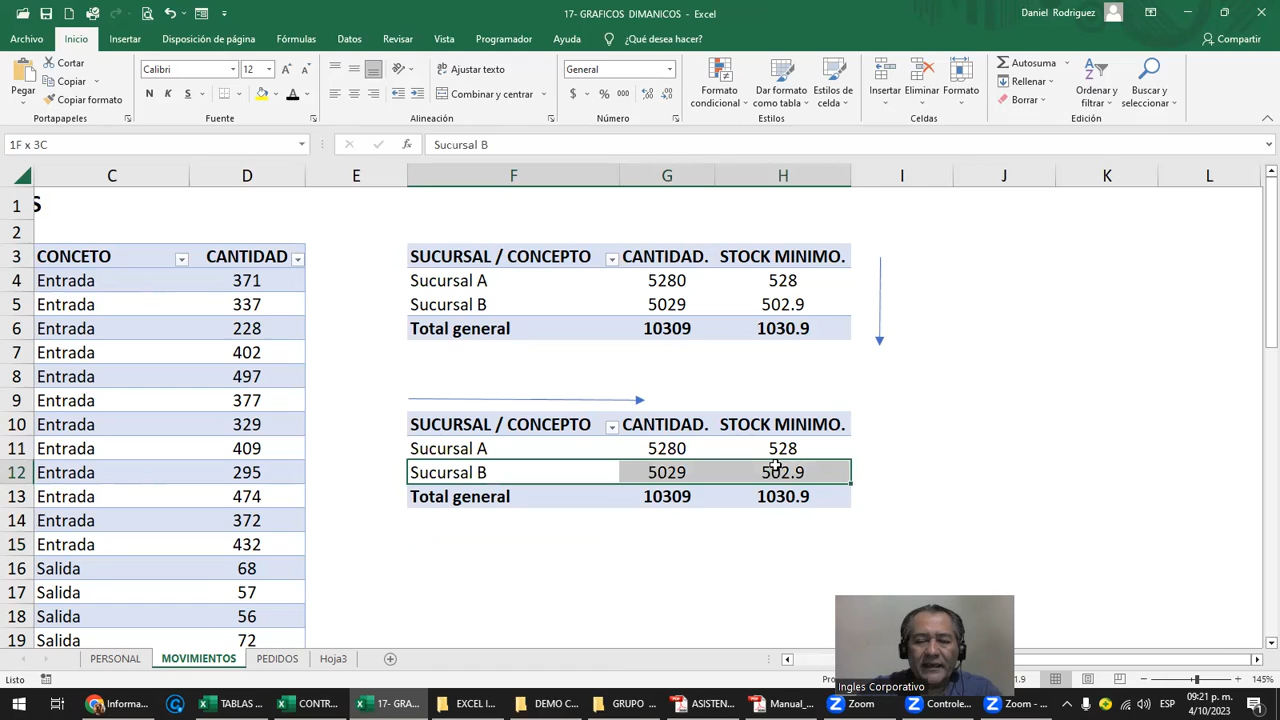 17- GRAFICOS DIMANICOS - Excel
Daniel Rodriguez
Archivo Inicio Insertar Disposición de página Fórmulas Datos Revisar Vista Programador Ayuda ¿Qué desea hacer? Compartir
Pegar
Cortar
Copiar
Copiar formato
Portapapeles
Calibri 12
N K S
Fuente
Ajustar texto
Combinar y centrar
Alineación
General
$ % 000
Número
Formato condicional
Dar formato como tabla
Estilos de celda
Estilos
Insertar Eliminar Formato
Celdas
Autosuma
Rellenar
Borrar
Ordenar y filtrar
Buscar y seleccionar
Edición
1F x 3C fx Sucursal B
C D E F G H I J K L
1 S
2
3 CONCETO CANTIDAD SUCURSAL / CONCEPTO CANTIDAD. STOCK MINIMO.
4 Entrada 371 Sucursal A 5280 528
5 Entrada 337 Sucursal B 5029 502.9
6 Entrada 228 Total general 10309 1030.9
7 Entrada 402
8 Entrada 497
9 Entrada 377
10 Entrada 329 SUCURSAL / CONCEPTO CANTIDAD. STOCK MINIMO.
11 Entrada 409 Sucursal A 5280 528
12 Entrada 295 Sucursal B 5029 502.9
13 Entrada 474 Total general 10309 1030.9
14 Entrada 372
15 Entrada 432
16 Salida 68
17 Salida 57
18 Salida 56
19 Salida 72
PERSONAL MOVIMIENTOS PEDIDOS Hoja3
Ingles Corporativo
Listo
145%
Informa... TABLAS ... CONTR... 17- GRA... EXCEL I... DEMO C... GRUPO ... ASISTEN... Manual_... Zoom Controle... Zoom - ...
ESP
09:21 p. m.
4/10/2023